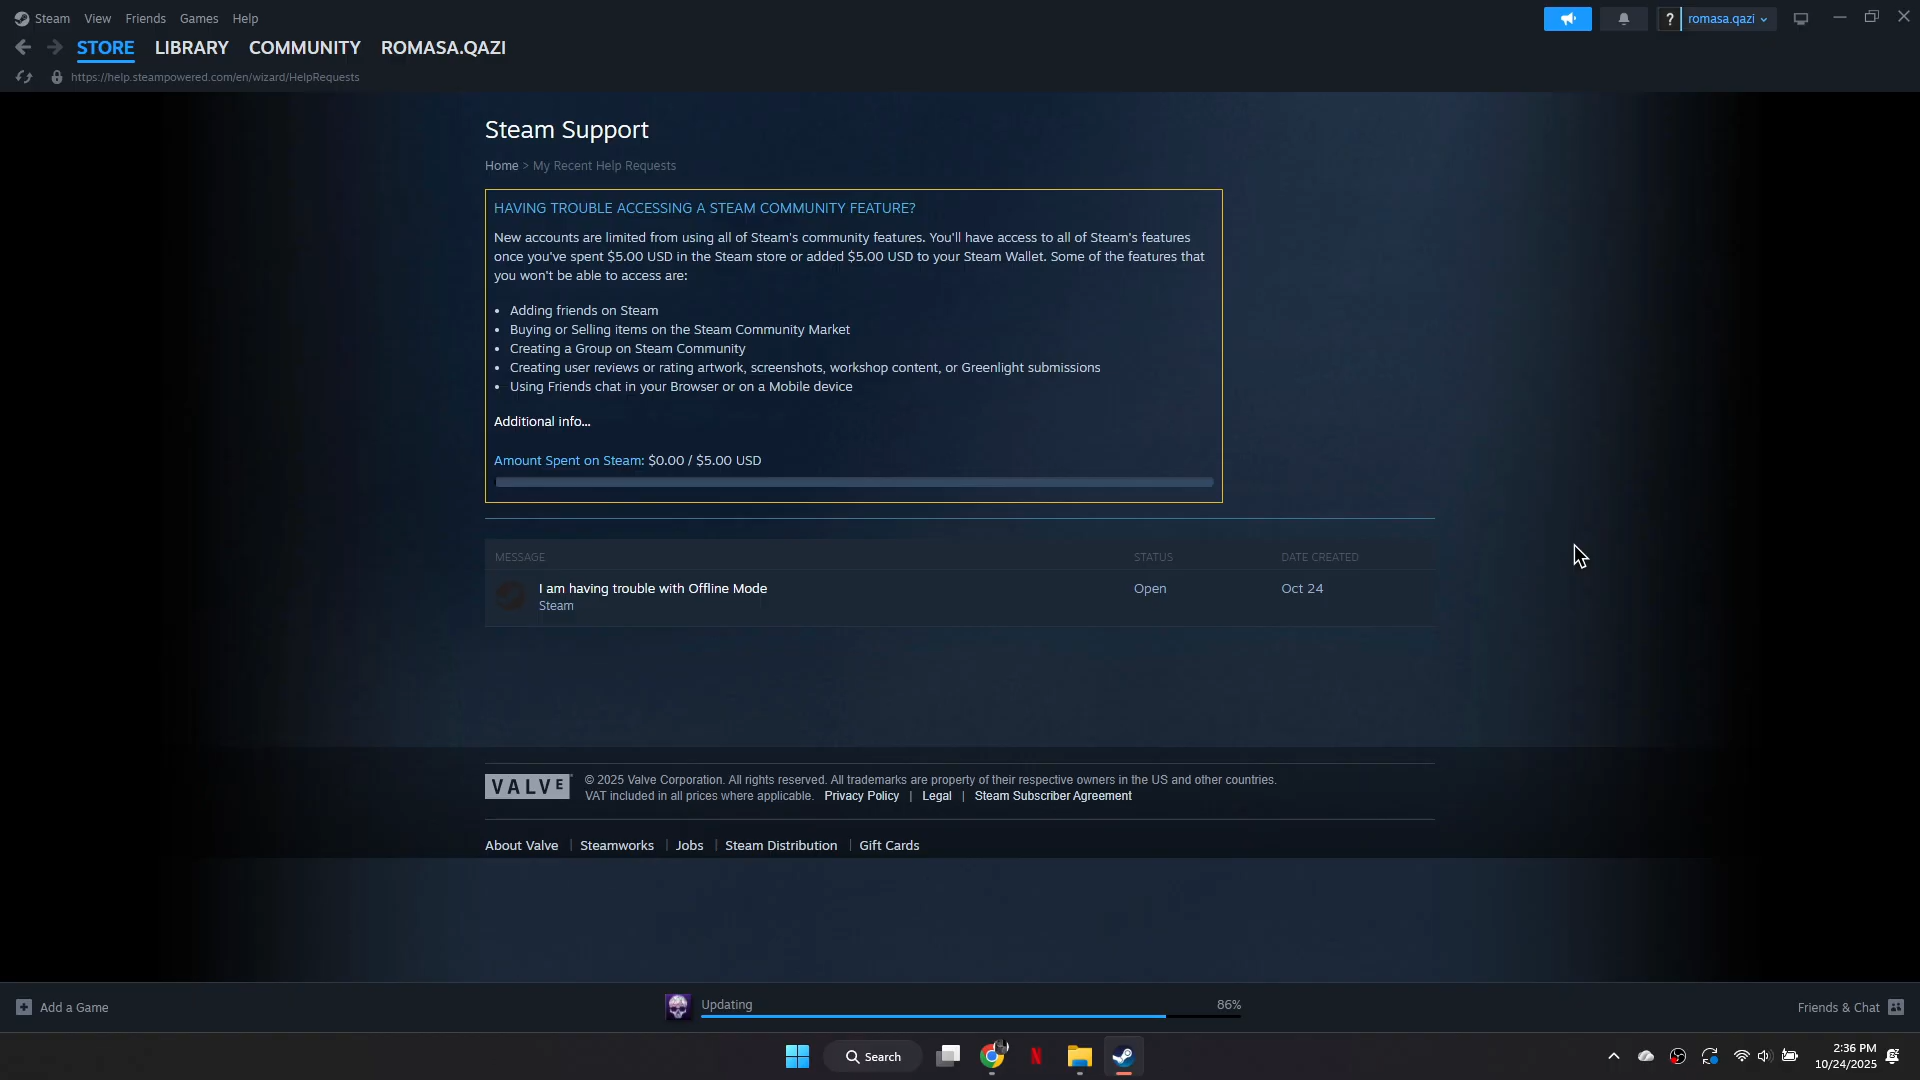 Steam View Friends Games Help
? romasa.qazi
STORE LIBRARY COMMUNITY ROMASA.QAZI
https://help.steampowered.com/en/wizard/HelpRequests
Steam Support
Home > My Recent Help Requests
HAVING TROUBLE ACCESSING A STEAM COMMUNITY FEATURE?
New accounts are limited from using all of Steam's community features. You'll have access to all of Steam's features
once you've spent $5.00 USD in the Steam store or added $5.00 USD to your Steam Wallet. Some of the features that
you won't be able to access are:
• Adding friends on Steam
• Buying or Selling items on the Steam Community Market
• Creating a Group on Steam Community
• Creating user reviews or rating artwork, screenshots, workshop content, or Greenlight submissions
• Using Friends chat in your Browser or on a Mobile device
Additional info...
Amount Spent on Steam: $0.00 / $5.00 USD
MESSAGE STATUS DATE CREATED
I am having trouble with Offline Mode Open Oct 24
Steam
VALVE © 2025 Valve Corporation. All rights reserved. All trademarks are property of their respective owners in the US and other countries.
VAT included in all prices where applicable. Privacy Policy | Legal | Steam Subscriber Agreement
About Valve | Steamworks | Jobs | Steam Distribution | Gift Cards
Add a Game
Updating 86%
Friends & Chat
Search
2:36 PM
10/24/2025